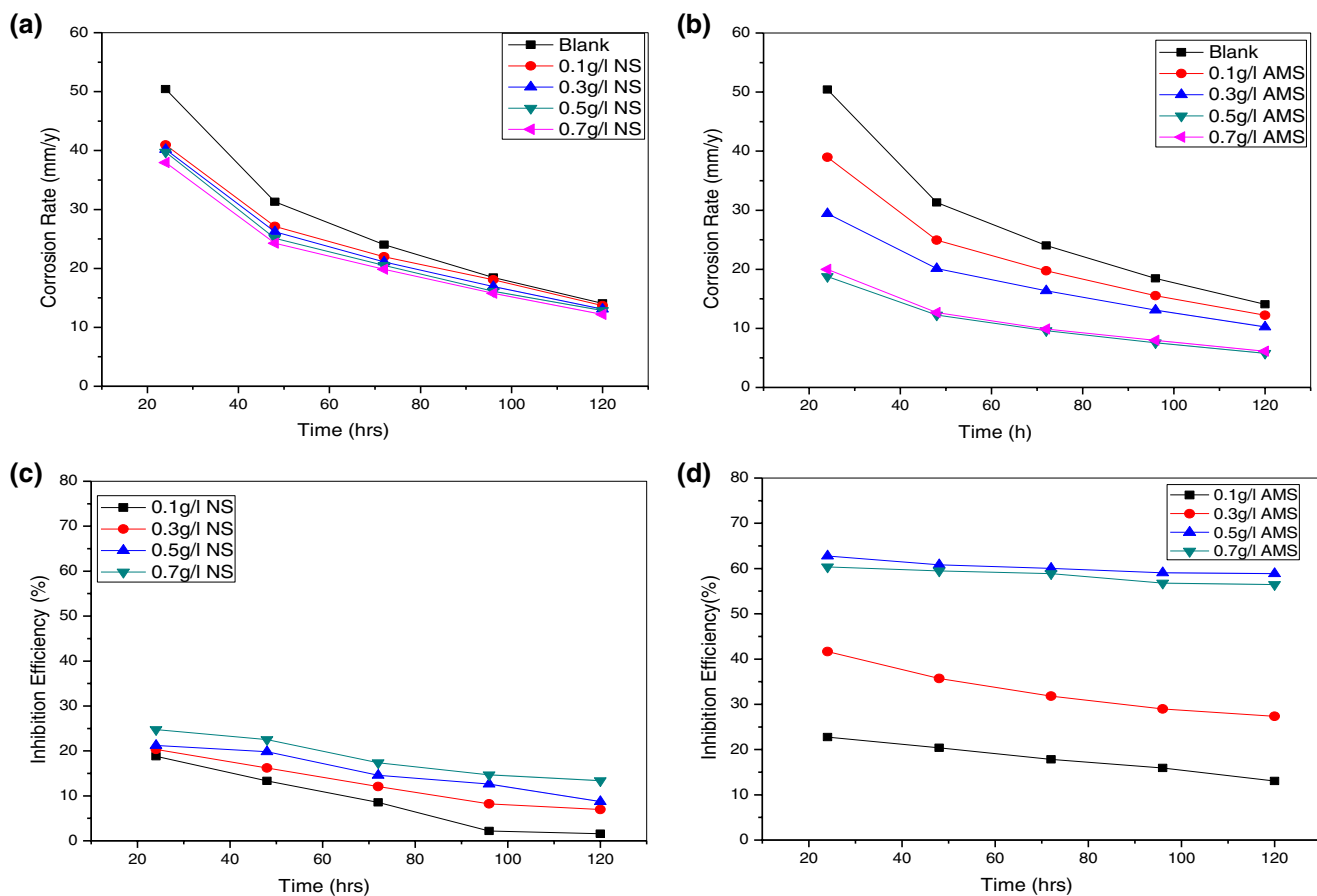 (a)
60
50
40
30
20
10
0
Corrosion Rate (mm/y)
Blank
0.1g/l NS
0.3g/l NS
0.5g/l NS
0.7g/l NS
20 40 60 80 100 120
Time (hrs)
(b)
60
50
40
30
20
10
0
Corrosion Rate (mm/y)
Blank
0.1g/l AMS
0.3g/l AMS
0.5g/l AMS
0.7g/l AMS
20 40 60 80 100 120
Time (h)
(c)
80
70
60
50
40
30
20
10
0
Inhibition Efficiency (%)
0.1g/l NS
0.3g/l NS
0.5g/l NS
0.7g/l NS
20 40 60 80 100 120
Time (hrs)
(d)
80
70
60
50
40
30
20
10
0
Inhibition Efficiency(%)
0.1g/l AMS
0.3g/l AMS
0.5g/l AMS
0.7g/l AMS
20 40 60 80 100 120
Time (hrs)